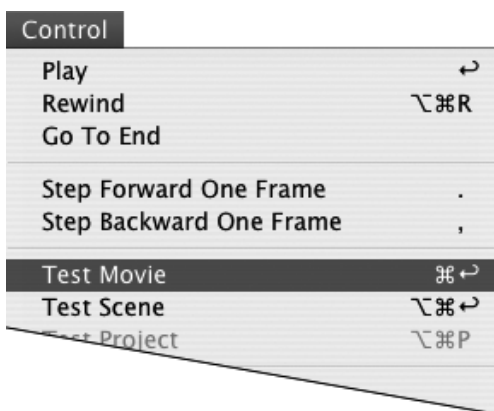 Control
Play ↩
Rewind ⌥⌘R
Go To End
Step Forward One Frame .
Step Backward One Frame ,
Test Movie ⌘↩
Test Scene ⌥⌘↩
Test Project ⌥⌘P